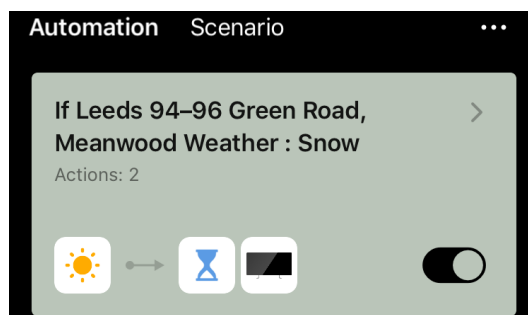 Automation Scenario
If Leeds 94–96 Green Road,
Meanwood Weather : Snow
Actions: 2